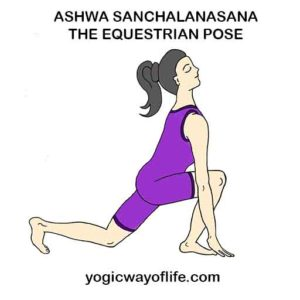 ASHWA SANCHALANASANA
THE EQUESTRIAN POSE
yogicwayoflife.com